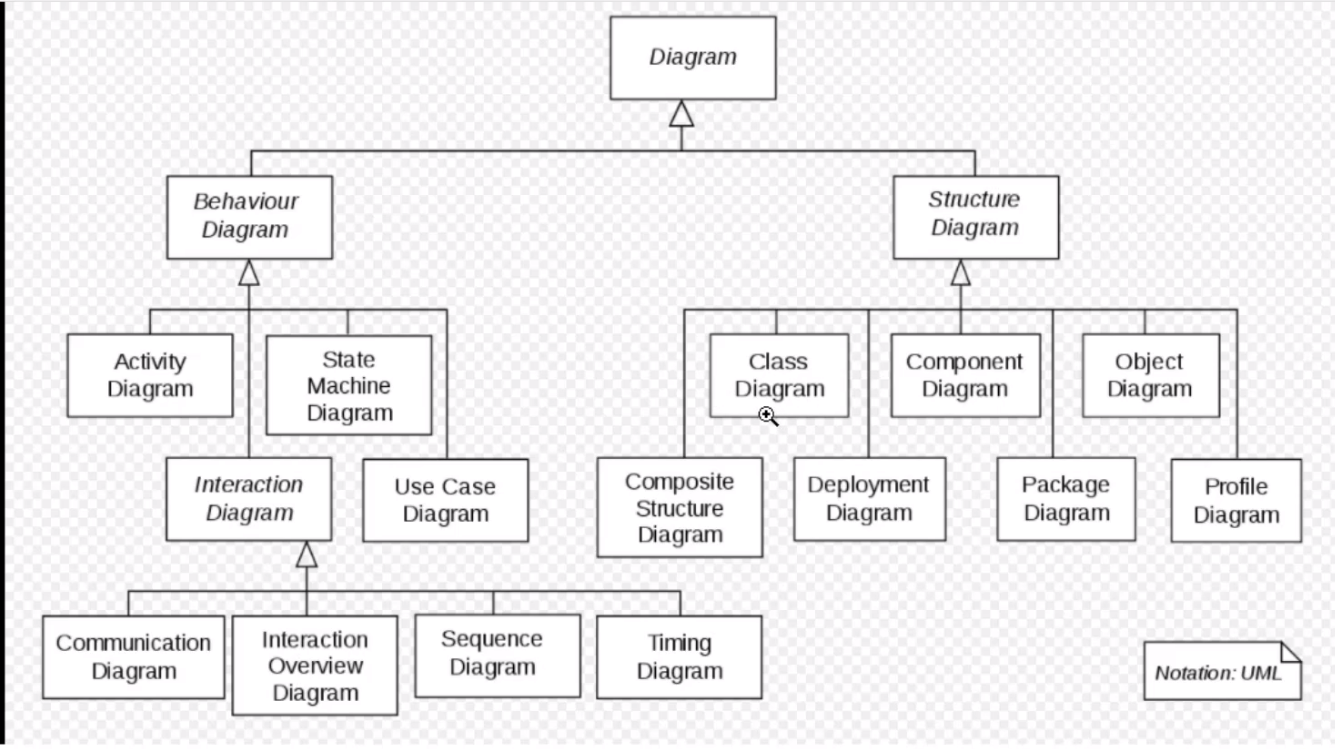 Diagram
Behaviour
Diagram
Structure
Diagram
Activity
Diagram
State
Machine
Diagram
Class
Diagram
Component
Diagram
Object
Diagram
Interaction
Diagram
Use Case
Diagram
Composite
Structure
Diagram
Deployment
Diagram
Package
Diagram
Profile
Diagram
Communication
Diagram
Interaction
Overview
Diagram
Sequence
Diagram
Timing
Diagram
Notation: UML